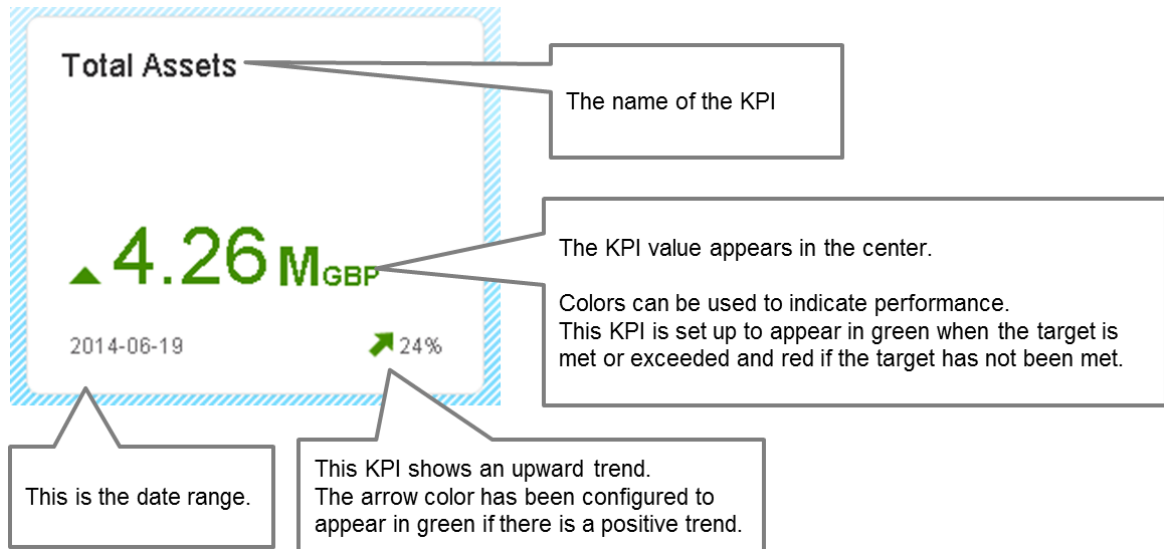 Total Assets
The name of the KPI
4.26 MGBP
The KPI value appears in the center.
Colors can be used to indicate performance.
This KPI is set up to appear in green when the target is
met or exceeded and red if the target has not been met.
2014-06-19
24%
This is the date range.
This KPI shows an upward trend.
The arrow color has been configured to
appear in green if there is a positive trend.